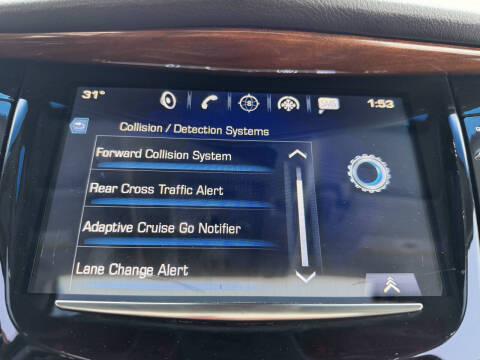 31°
1:53
Collision / Detection Systems
Forward Collision System
Rear Cross Traffic Alert
Adaptive Cruise Go Notifier
Lane Change Alert